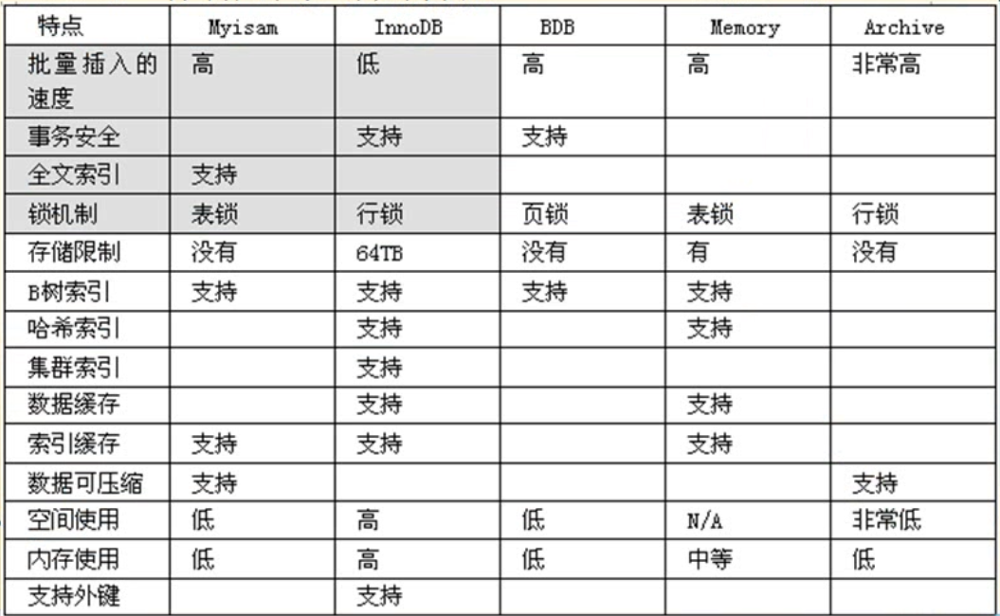 特点 Myisam InnoDB BDB Memory Archive
批量插入的 高 低 高 高 非常高
速度
事务安全 支持 支持
全文索引 支持
锁机制 表锁 行锁 页锁 表锁 行锁
存储限制 没有 64TB 没有 有 没有
B树索引 支持 支持 支持 支持
哈希索引 支持 支持
集群索引 支持
数据缓存 支持 支持
索引缓存 支持 支持 支持
数据可压缩 支持 支持
空间使用 低 高 低 N/A 非常低
内存使用 低 高 低 中等 低
支持外键 支持